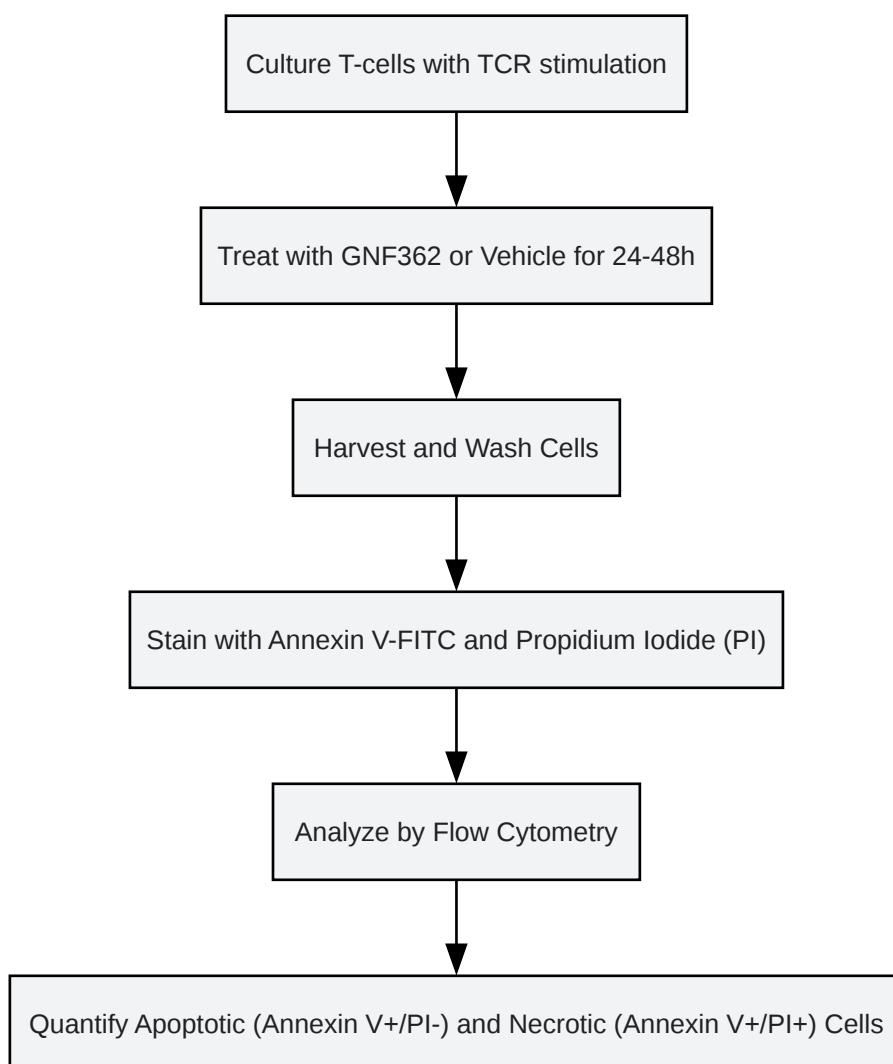 Culture T-cells with TCR stimulation
Treat with GNF362 or Vehicle for 24-48h
Harvest and Wash Cells
Stain with Annexin V-FITC and Propidium Iodide (PI)
Analyze by Flow Cytometry
Quantify Apoptotic (Annexin V+/PI-) and Necrotic (Annexin V+/PI+) Cells